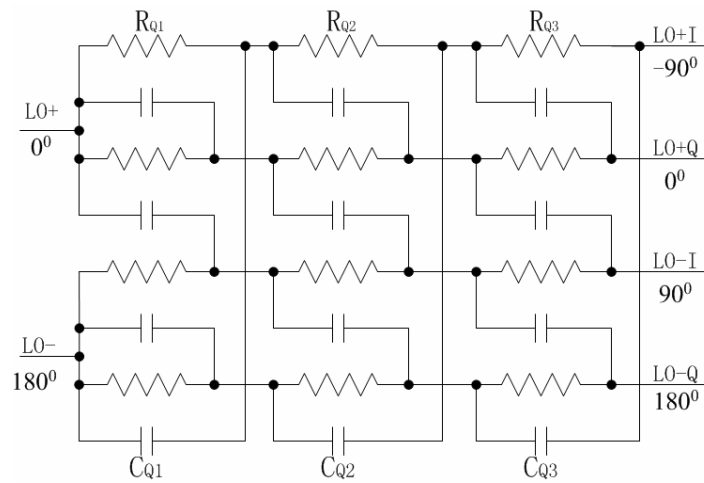 RQ1 RQ2 RQ3 LO+I
-90⁰
LO+
0⁰
LO+Q
0⁰
LO-I
90⁰
LO-
180⁰
LO-Q
180⁰
CQ1 CQ2 CQ3